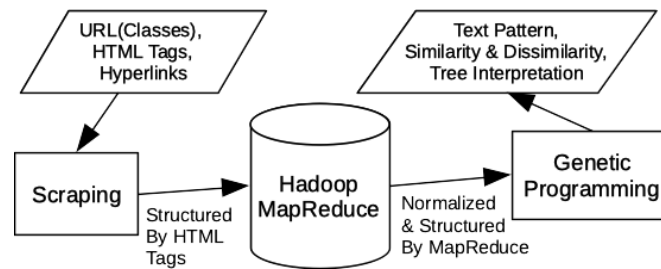 URL(Classes),
HTML Tags,
Hyperlinks
Text Pattern,
Similarity & Dissimilarity,
Tree Interpretation
Scraping
Structured
By HTML
Tags
Hadoop
MapReduce
Normalized
& Structured
By MapReduce
Genetic
Programming